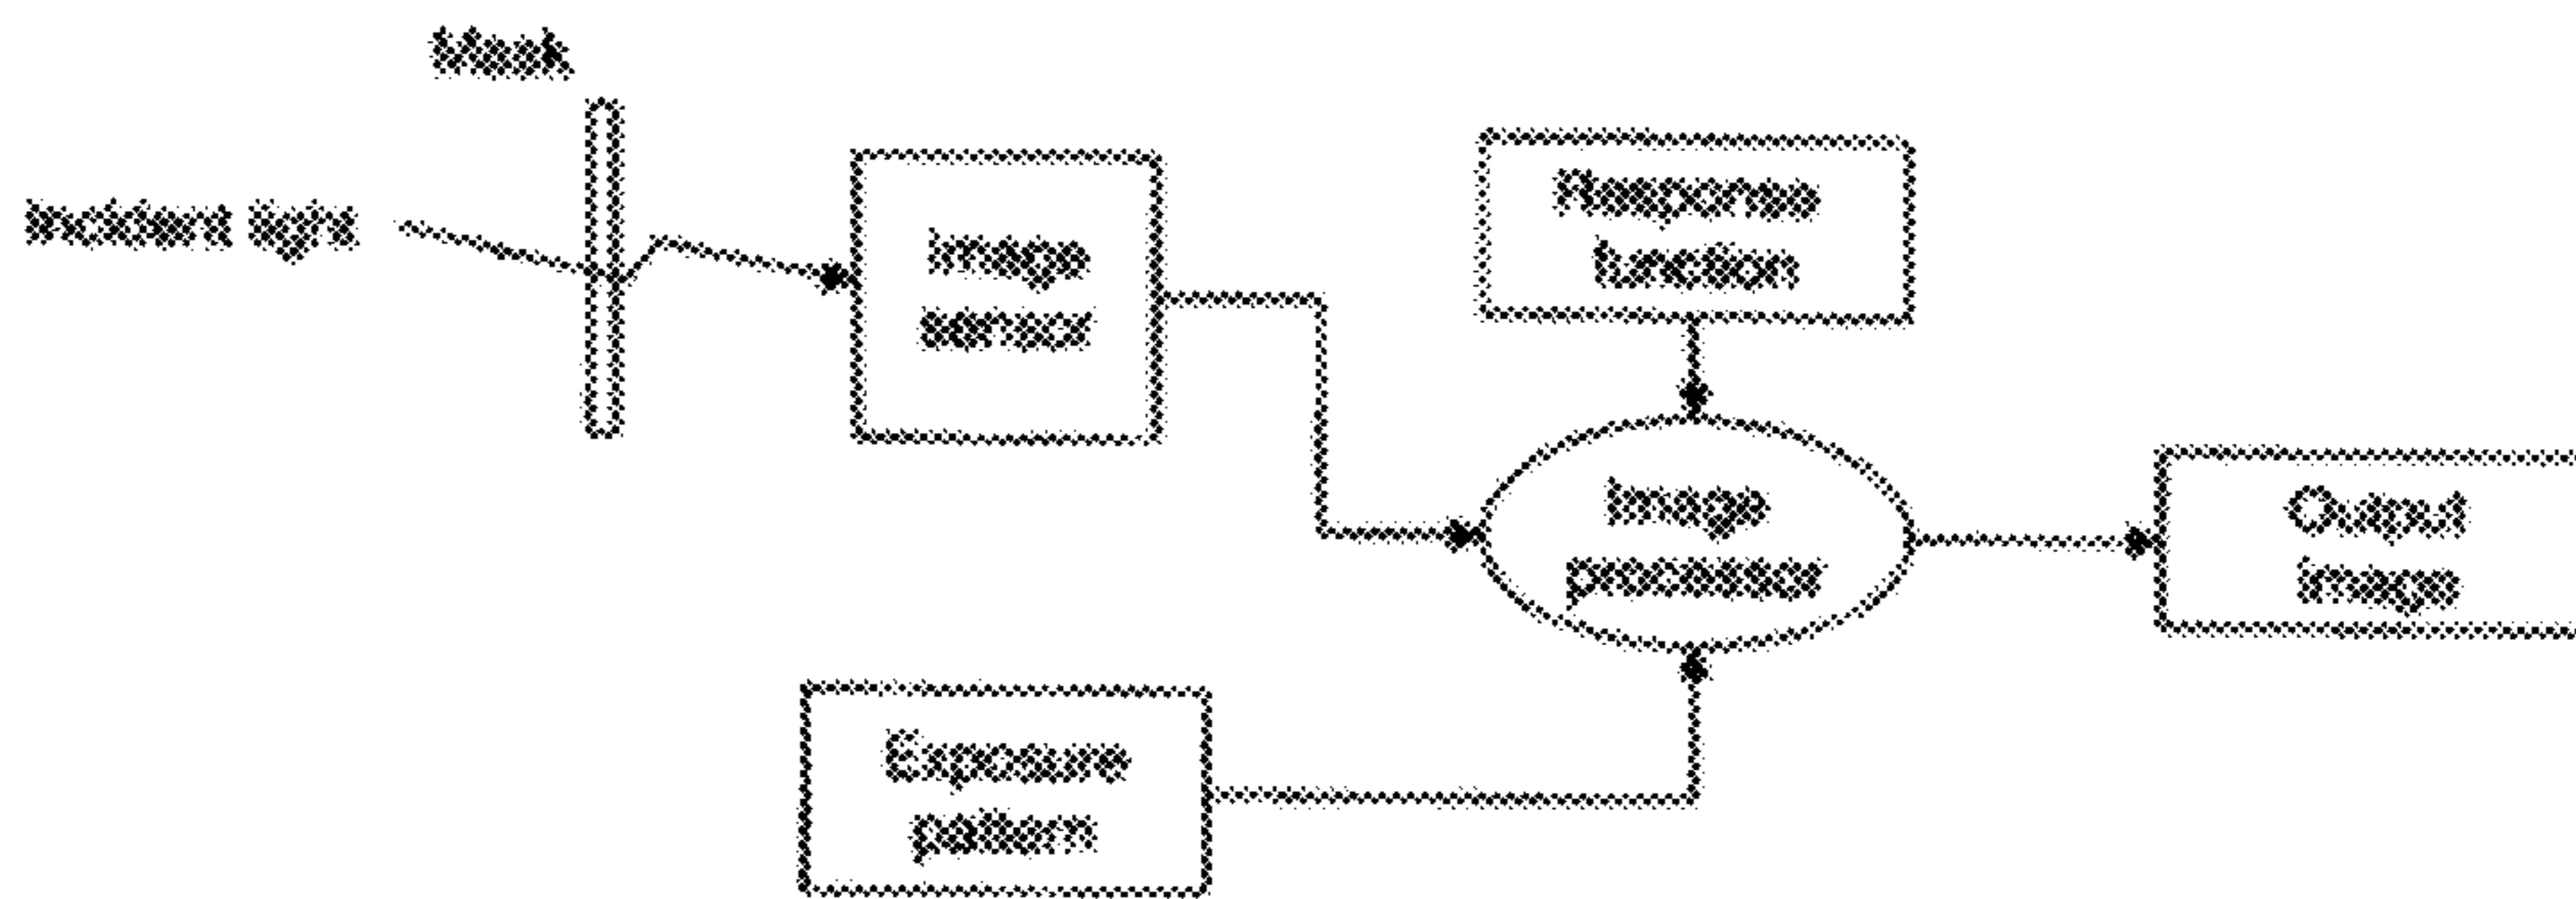 Mask
Incident light
Image
sensor
Response
function
Image
processor
Output
image
Exposure
pattern